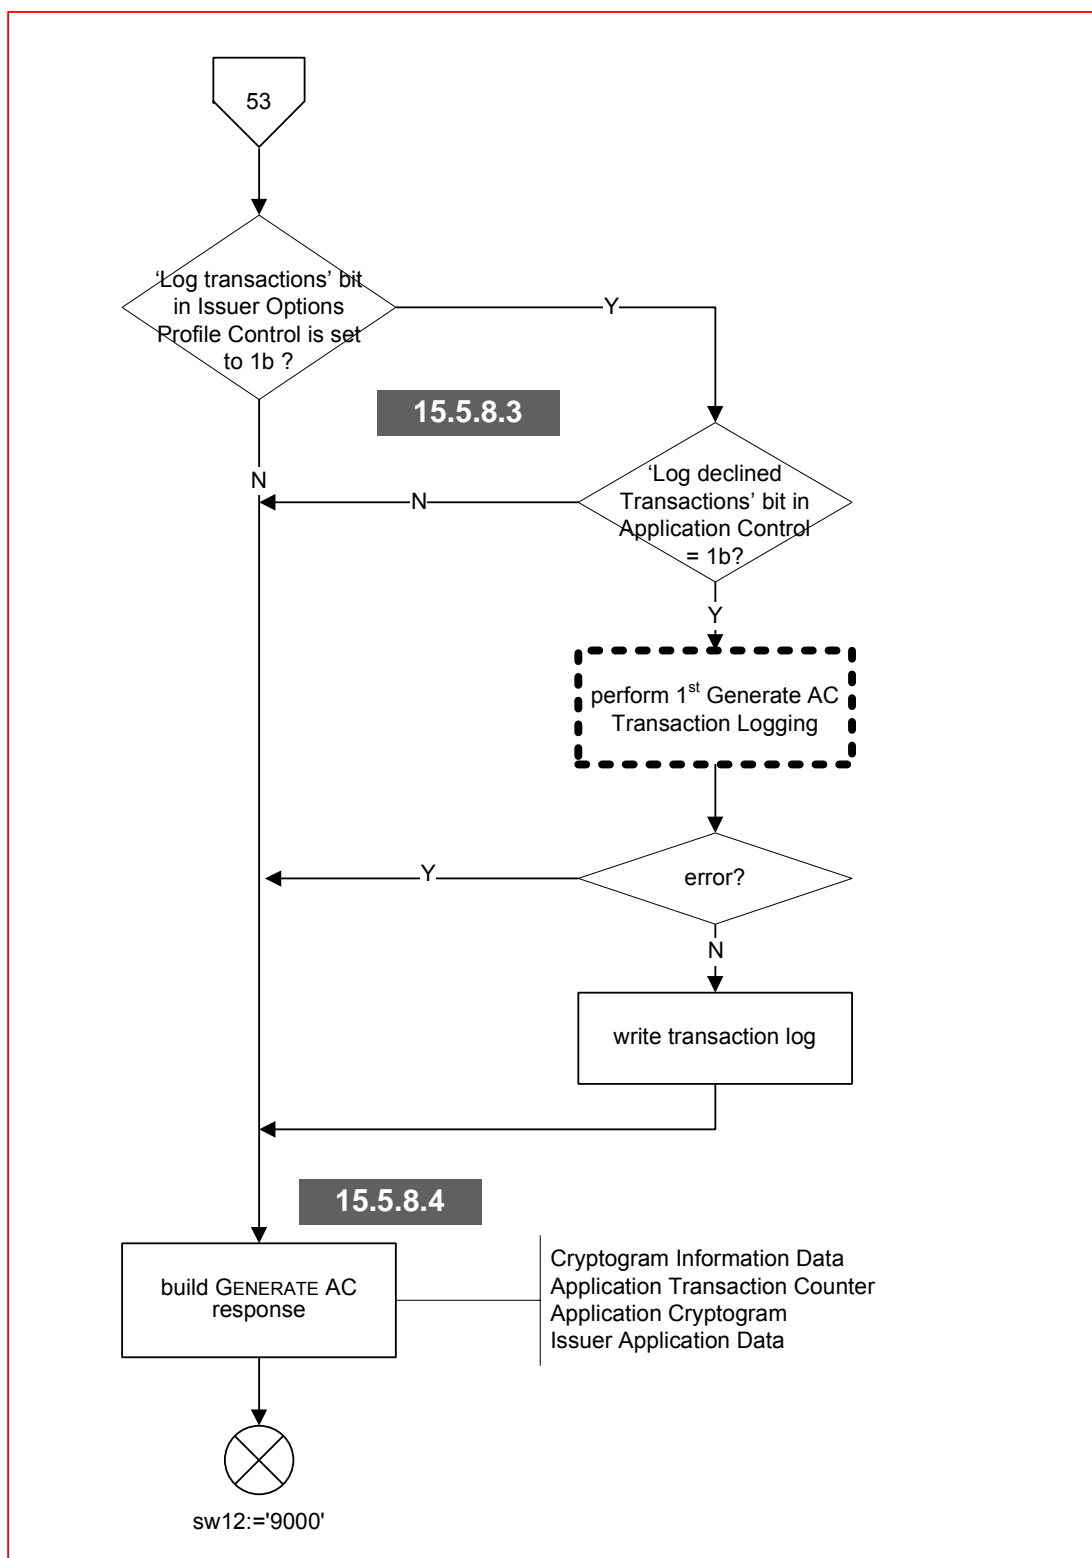 53
‘Log transactions’ bit
in Issuer Options
Profile Control is set
to 1b ?
Y
15.5.8.3
N
‘Log declined
Transactions’ bit in
Application Control
= 1b?
N
Y
perform 1st Generate AC
Transaction Logging
error?
Y
N
write transaction log
15.5.8.4
build GENERATE AC
response
Cryptogram Information Data
Application Transaction Counter
Application Cryptogram
Issuer Application Data
sw12:='9000'